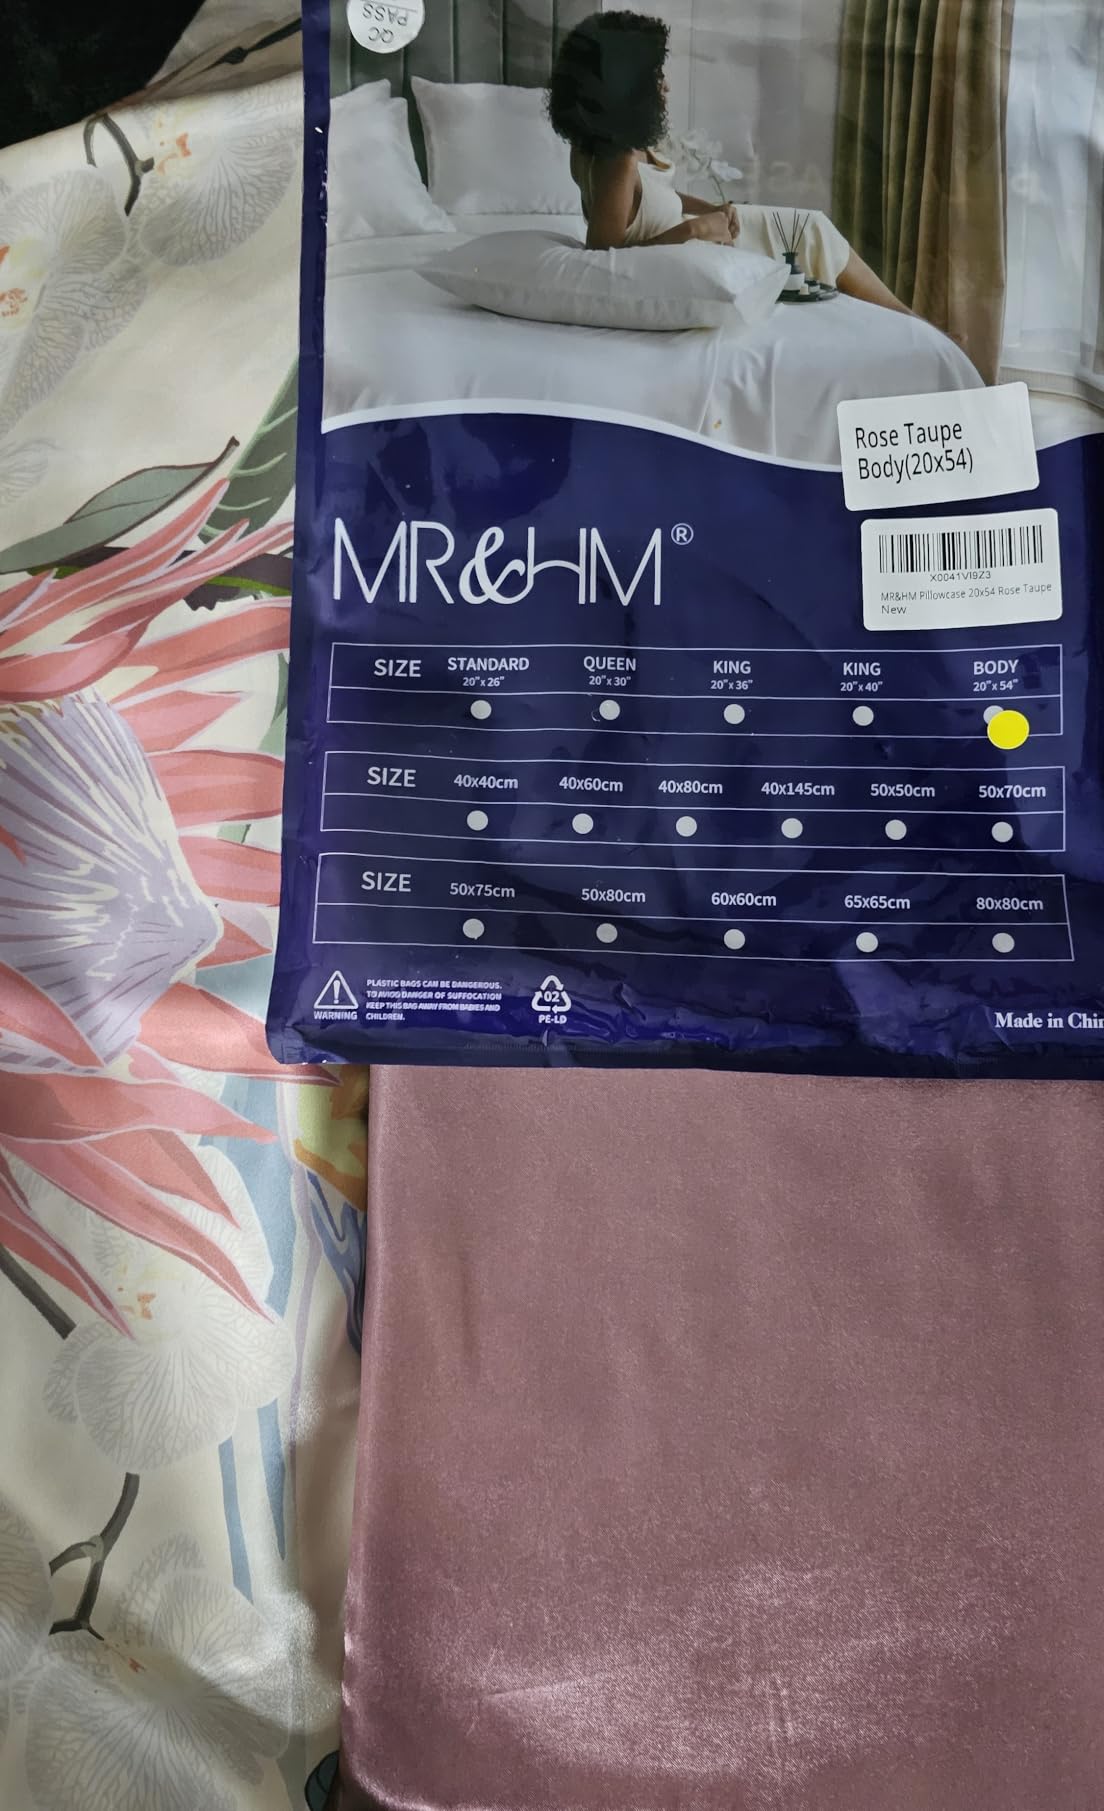 QC
PASS
Rose Taupe
Body(20x54)
MR&HM®
X0041VI9Z3
MR&HM Pillowcase 20x54 Rose Taupe
New
SIZE STANDARD QUEEN KING KING BODY
20"x 26" 20"x 30" 20"x 36" 20"x 40" 20"x 54"
SIZE 40x40cm 40x60cm 40x80cm 40x145cm 50x50cm 50x70cm
SIZE 50x75cm 50x80cm 60x60cm 65x65cm 80x80cm
WARNING
PLASTIC BAGS CAN BE DANGEROUS.
TO AVIOD DANGER OF SUFFOCATION
KEEP THIS BAG AWAY FROM BABIES AND
CHILDREN.
02
PE-LD
Made in Chin